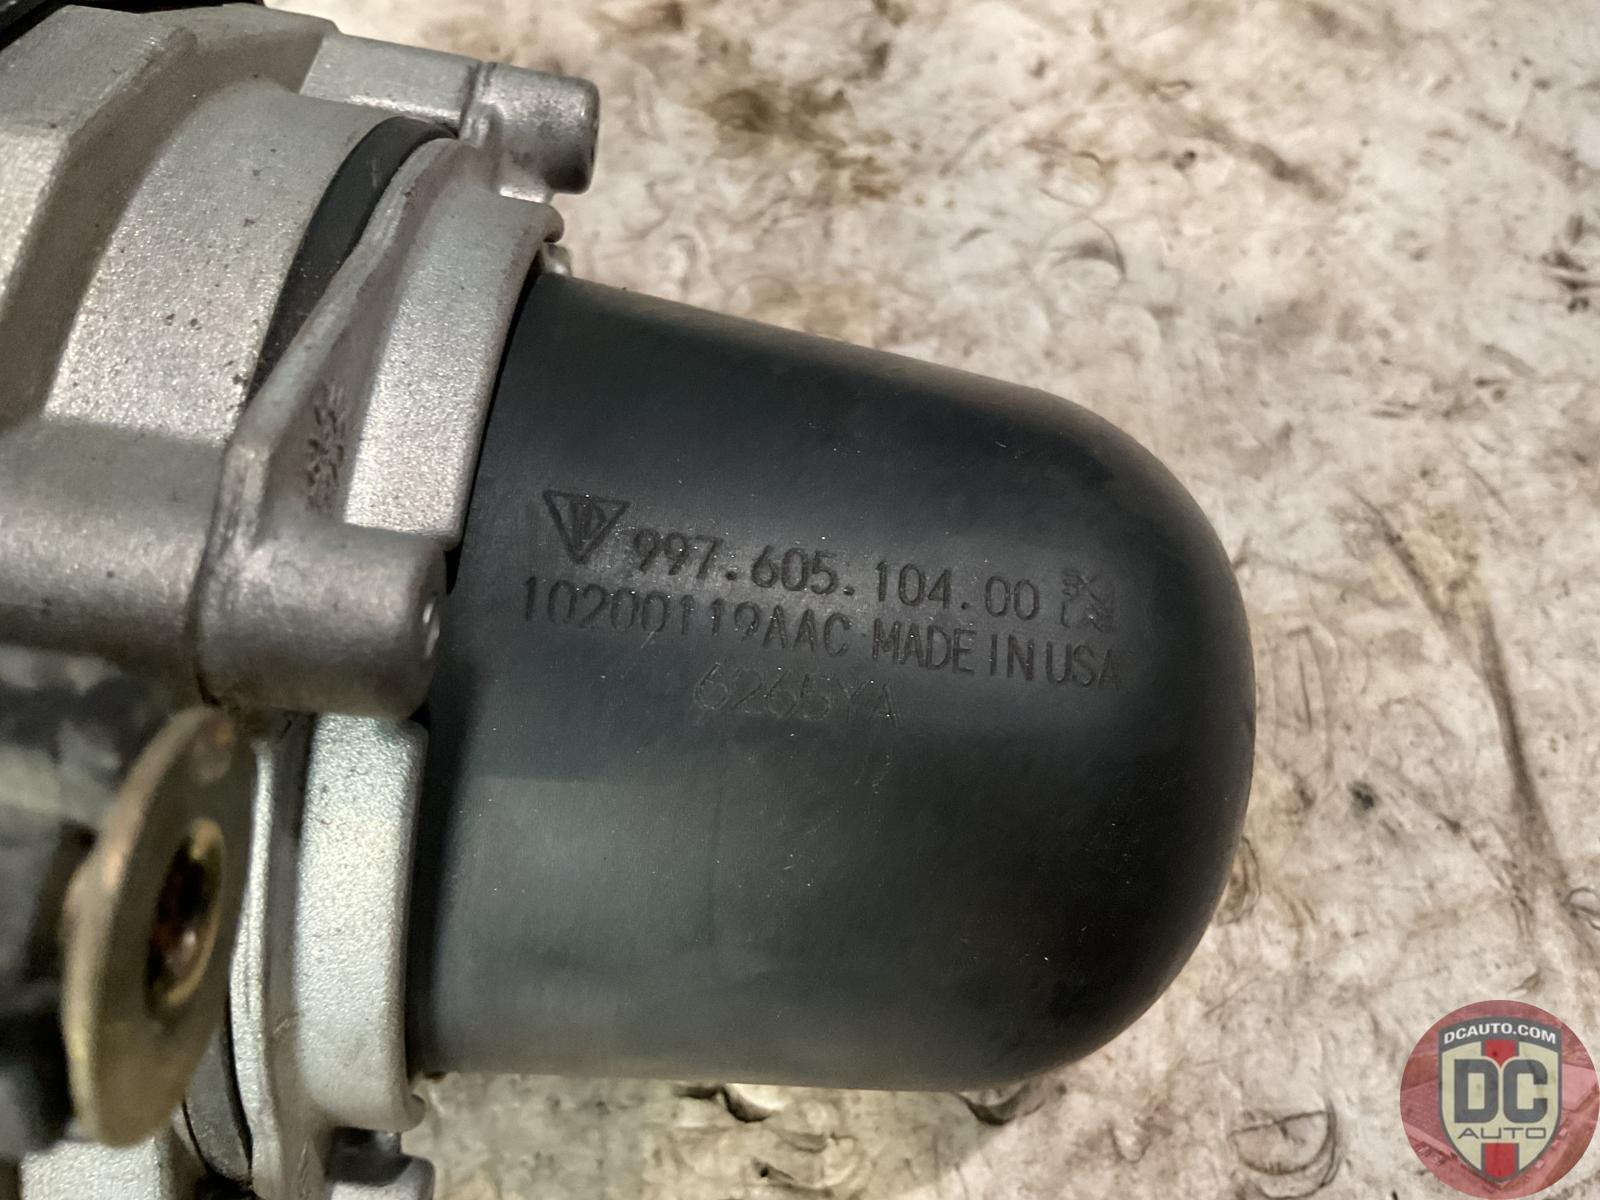 997.605.104.00
10200119AAC MADE IN USA
6265YA
DCAUTO.COM
DC
AUTO